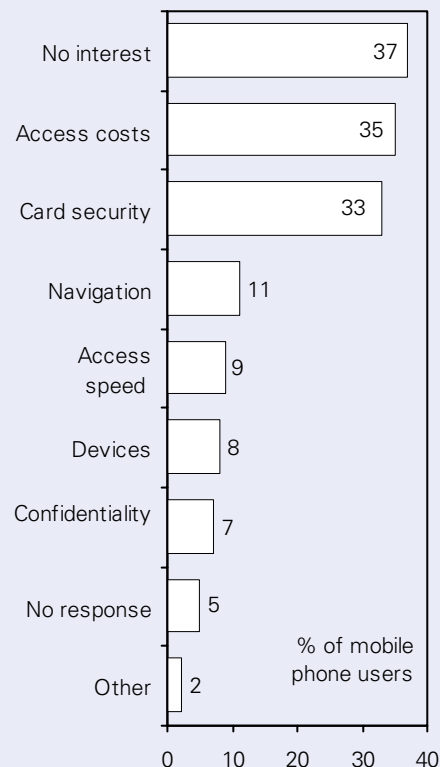 No interest 37
Access costs 35
Card security 33
Navigation 11
Access
speed 9
Devices 8
Confidentiality 7
No response 5
Other 2
% of mobile
phone users
0 10 20 30 40